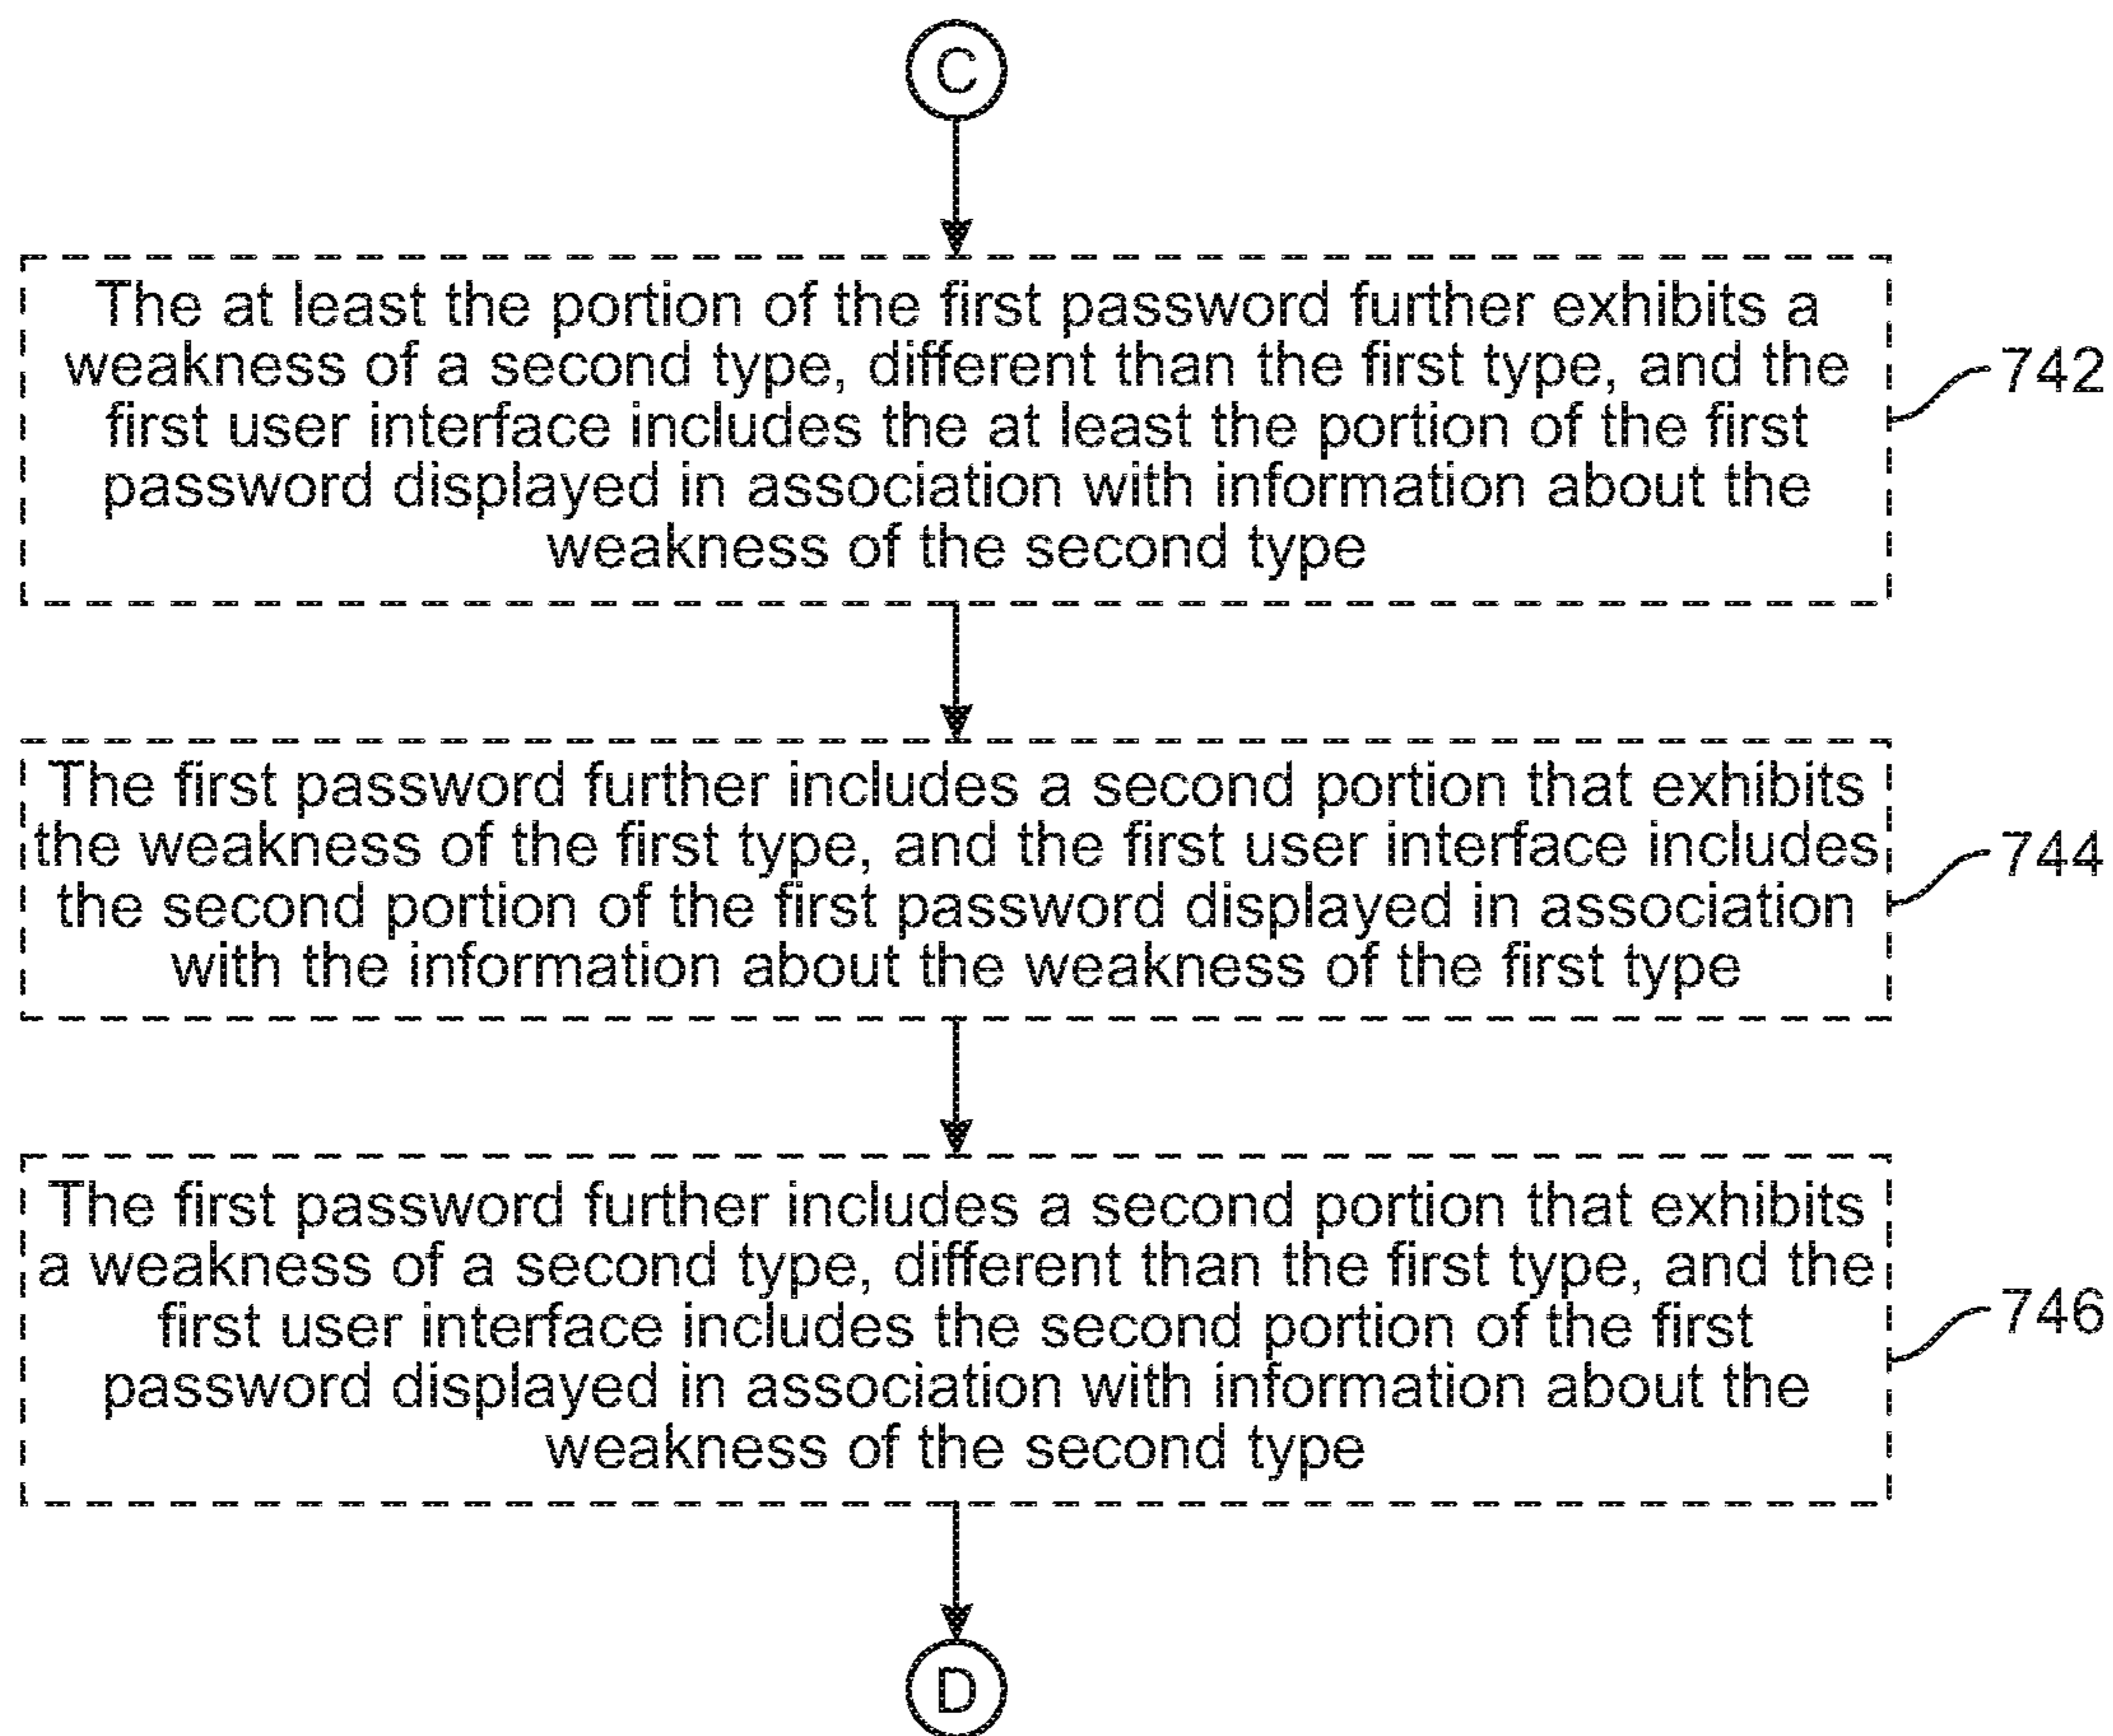 C
The at least the portion of the first password further exhibits a
weakness of a second type, different than the first type, and the
first user interface includes the at least the portion of the first
password displayed in association with information about the
weakness of the second type
742
The first password further includes a second portion that exhibits
the weakness of the first type, and the first user interface includes
the second portion of the first password displayed in association
with the information about the weakness of the first type
744
The first password further includes a second portion that exhibits
a weakness of a second type, different than the first type, and the
first user interface includes the second portion of the first
password displayed in association with information about the
weakness of the second type
746
D